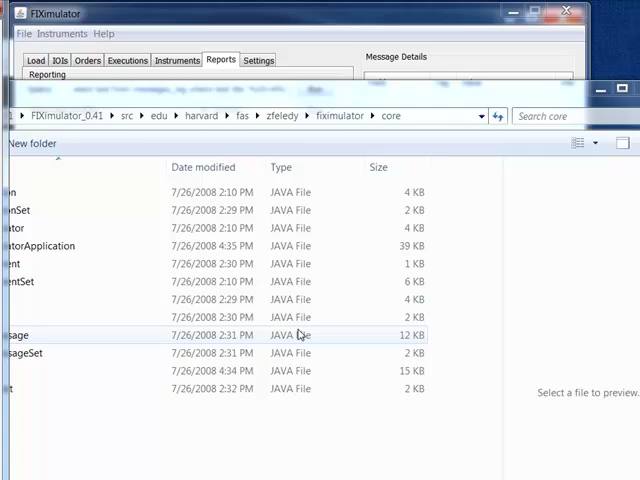 FIXimulator
File Instruments Help
Load IOIs Orders Executions Instruments Reports Settings
Message Details
Reporting
1 FIXimulator_0.41 src edu harvard fas zfeledy fiximulator core Search core
New folder
Date modified Type Size
on 7/26/2008 2:10 PM JAVA File 4 KB
onSet 7/26/2008 2:29 PM JAVA File 2 KB
ator 7/26/2008 2:10 PM JAVA File 4 KB
atorApplication 7/26/2008 4:35 PM JAVA File 39 KB
ent 7/26/2008 2:30 PM JAVA File 1 KB
entSet 7/26/2008 2:10 PM JAVA File 6 KB
7/26/2008 2:29 PM JAVA File 4 KB
7/26/2008 2:30 PM JAVA File 2 KB
sage 7/26/2008 2:31 PM JAVA File 12 KB
sageSet 7/26/2008 2:31 PM JAVA File 2 KB
7/26/2008 4:34 PM JAVA File 15 KB
t 7/26/2008 2:32 PM JAVA File 2 KB
Select a file to preview.